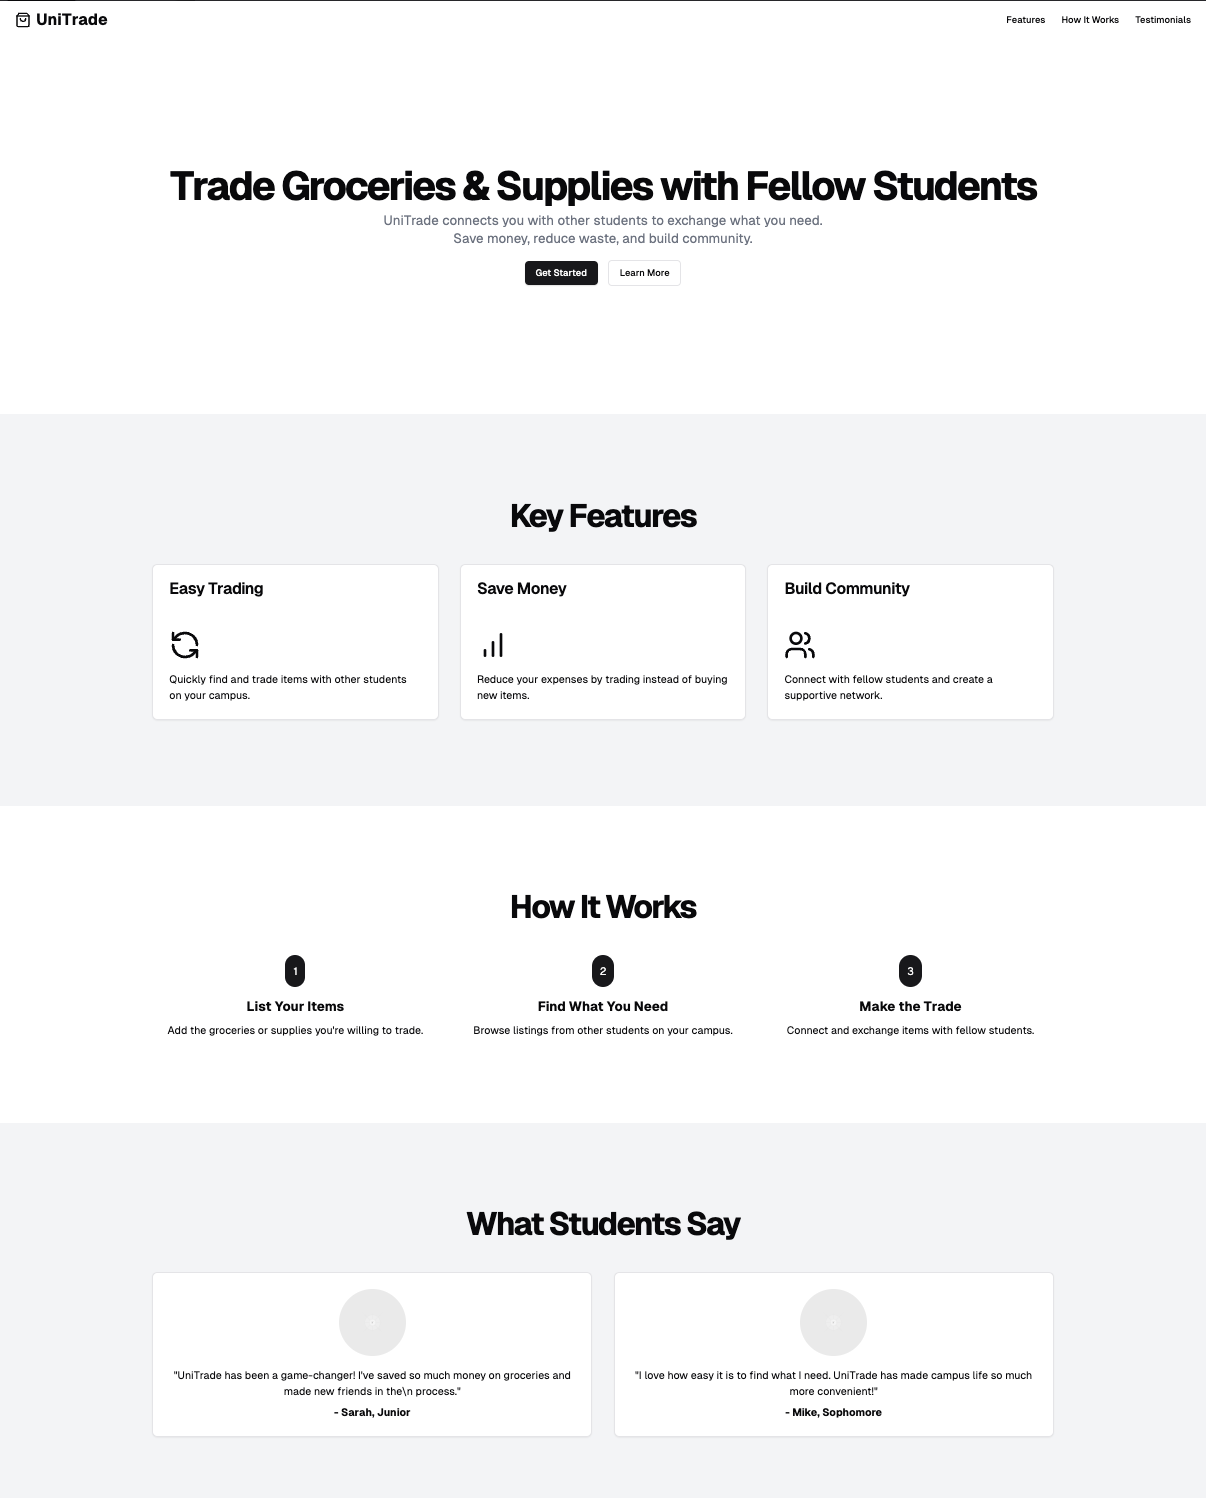 UniTrade
Features
How It Works
Testimonials
Trade Groceries & Supplies with Fellow Students
UniTrade connects you with other students to exchange what you need.
Save money, reduce waste, and build community.
Get Started
Learn More
Key Features
Easy Trading
Quickly find and trade items with other students
on your campus.
Save Money
Reduce your expenses by trading instead of buying
new items.
Build Community
Connect with fellow students and create a
supportive network.
How It Works
1
List Your Items
Add the groceries or supplies you're willing to trade.
2
Find What You Need
Browse listings from other students on your campus.
3
Make the Trade
Connect and exchange items with fellow students.
What Students Say
"UniTrade has been a game-changer! I've saved so much money on groceries and
made new friends in the\n process."
- Sarah, Junior
"I love how easy it is to find what I need. UniTrade has made campus life so much
more convenient!"
- Mike, Sophomore